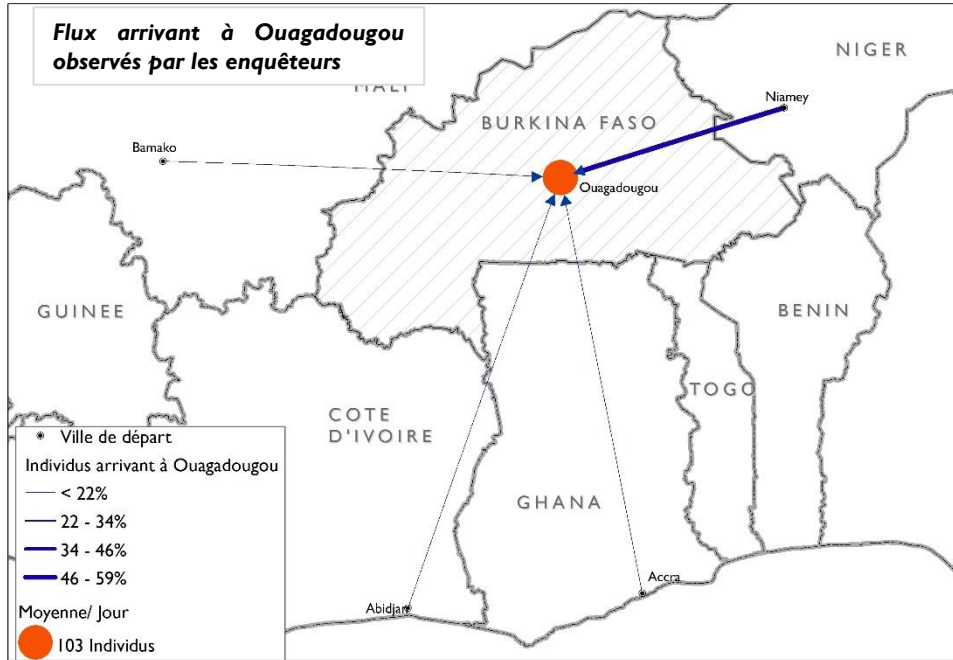 Flux arrivant à Ouagadougou
observés par les enquêteurs
MALI
NIGER
Niamey
BURKINA FASO
Bamako
Ouagadougou
GUINEE
BENIN
TOGO
COTE
D'IVOIRE
GHANA
Accra
Abidjan
Ville de départ
Individus arrivant à Ouagadougou
< 22%
22 - 34%
34 - 46%
46 - 59%
Moyenne/ Jour
103 Individus